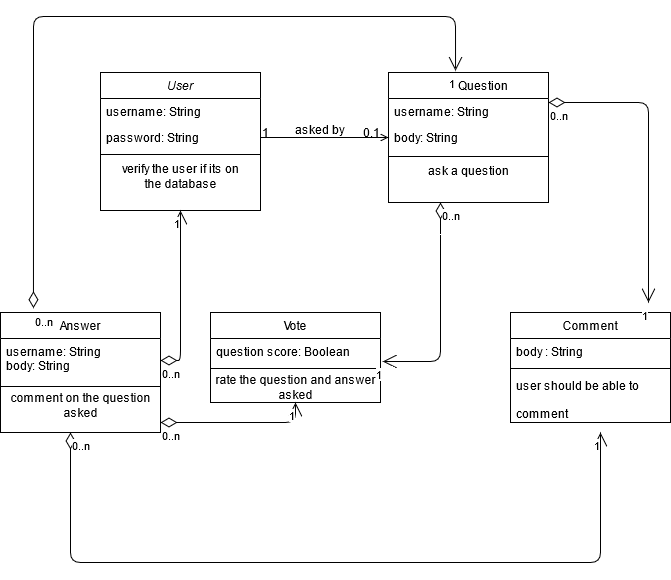 User
username: String
password: String
verify the user if its on
the database
1
asked by
0.1
1 Question
username: String
body: String
ask a question
0..n
0..n
1
0..n
Answer
username: String
body: String
comment on the question
asked
0..n
0..n
0..n
Vote
question score: Boolean
rate the question and answer
asked
1
1
Comment
body : String
user should be able to
comment
1
1